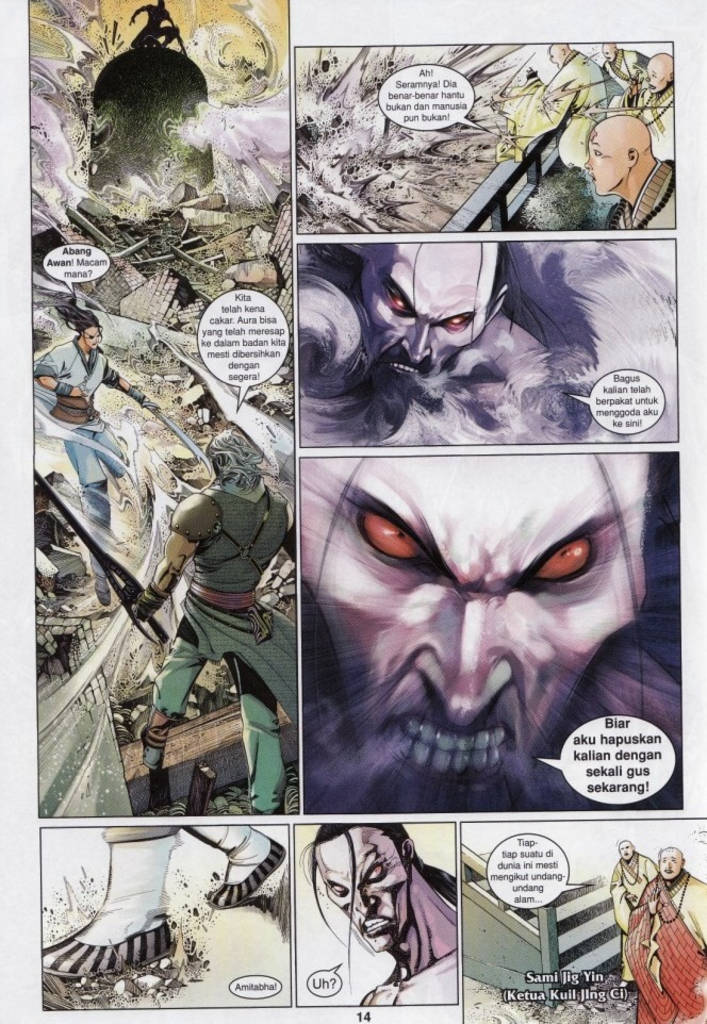 Abang
Awan! Macam
mana?
Kita
telah kena
cakar. Aura bisa
yang telah meresap
ke dalam badan kita
mesti dibersihkan
dengan
segera!
Ah!
Seramnya! Dia
benar-benar hantu
bukan dan manusia
pun bukan!
Bagus
kalian telah
berpakat untuk
menggoda aku
ke sini!
Biar
aku hapuskan
kalian dengan
sekali gus
sekarang!
Amitabha!
Uh?
Tiap-
tiap suatu di
dunia ini mesti
mengikut undang-
undang
alam...
Sami Jig Yin
(Ketua Kuil JIng Ci)
14